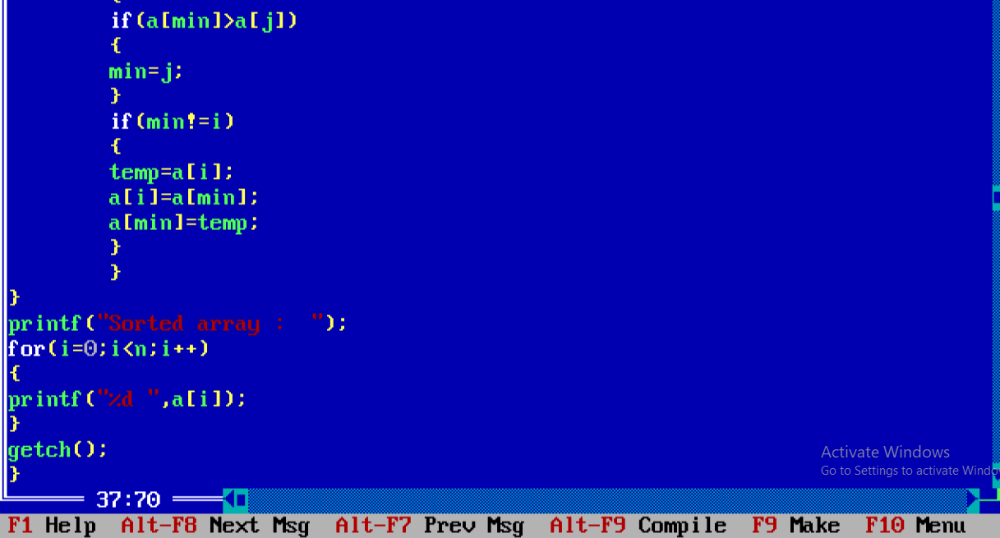 {
if(a[min]>a[j])
{
min=j;
}
if(min!=i)
{
temp=a[i];
a[i]=a[min];
a[min]=temp;
}
}
}
printf("Sorted array :  ");
for(i=0;i<n;i++)
{
printf("%d ",a[i]);
}
getch();
}
Activate Windows
Go to Settings to activate Windo
37:70
F1 Help  Alt-F8 Next Msg  Alt-F7 Prev Msg  Alt-F9 Compile  F9 Make  F10 Menu